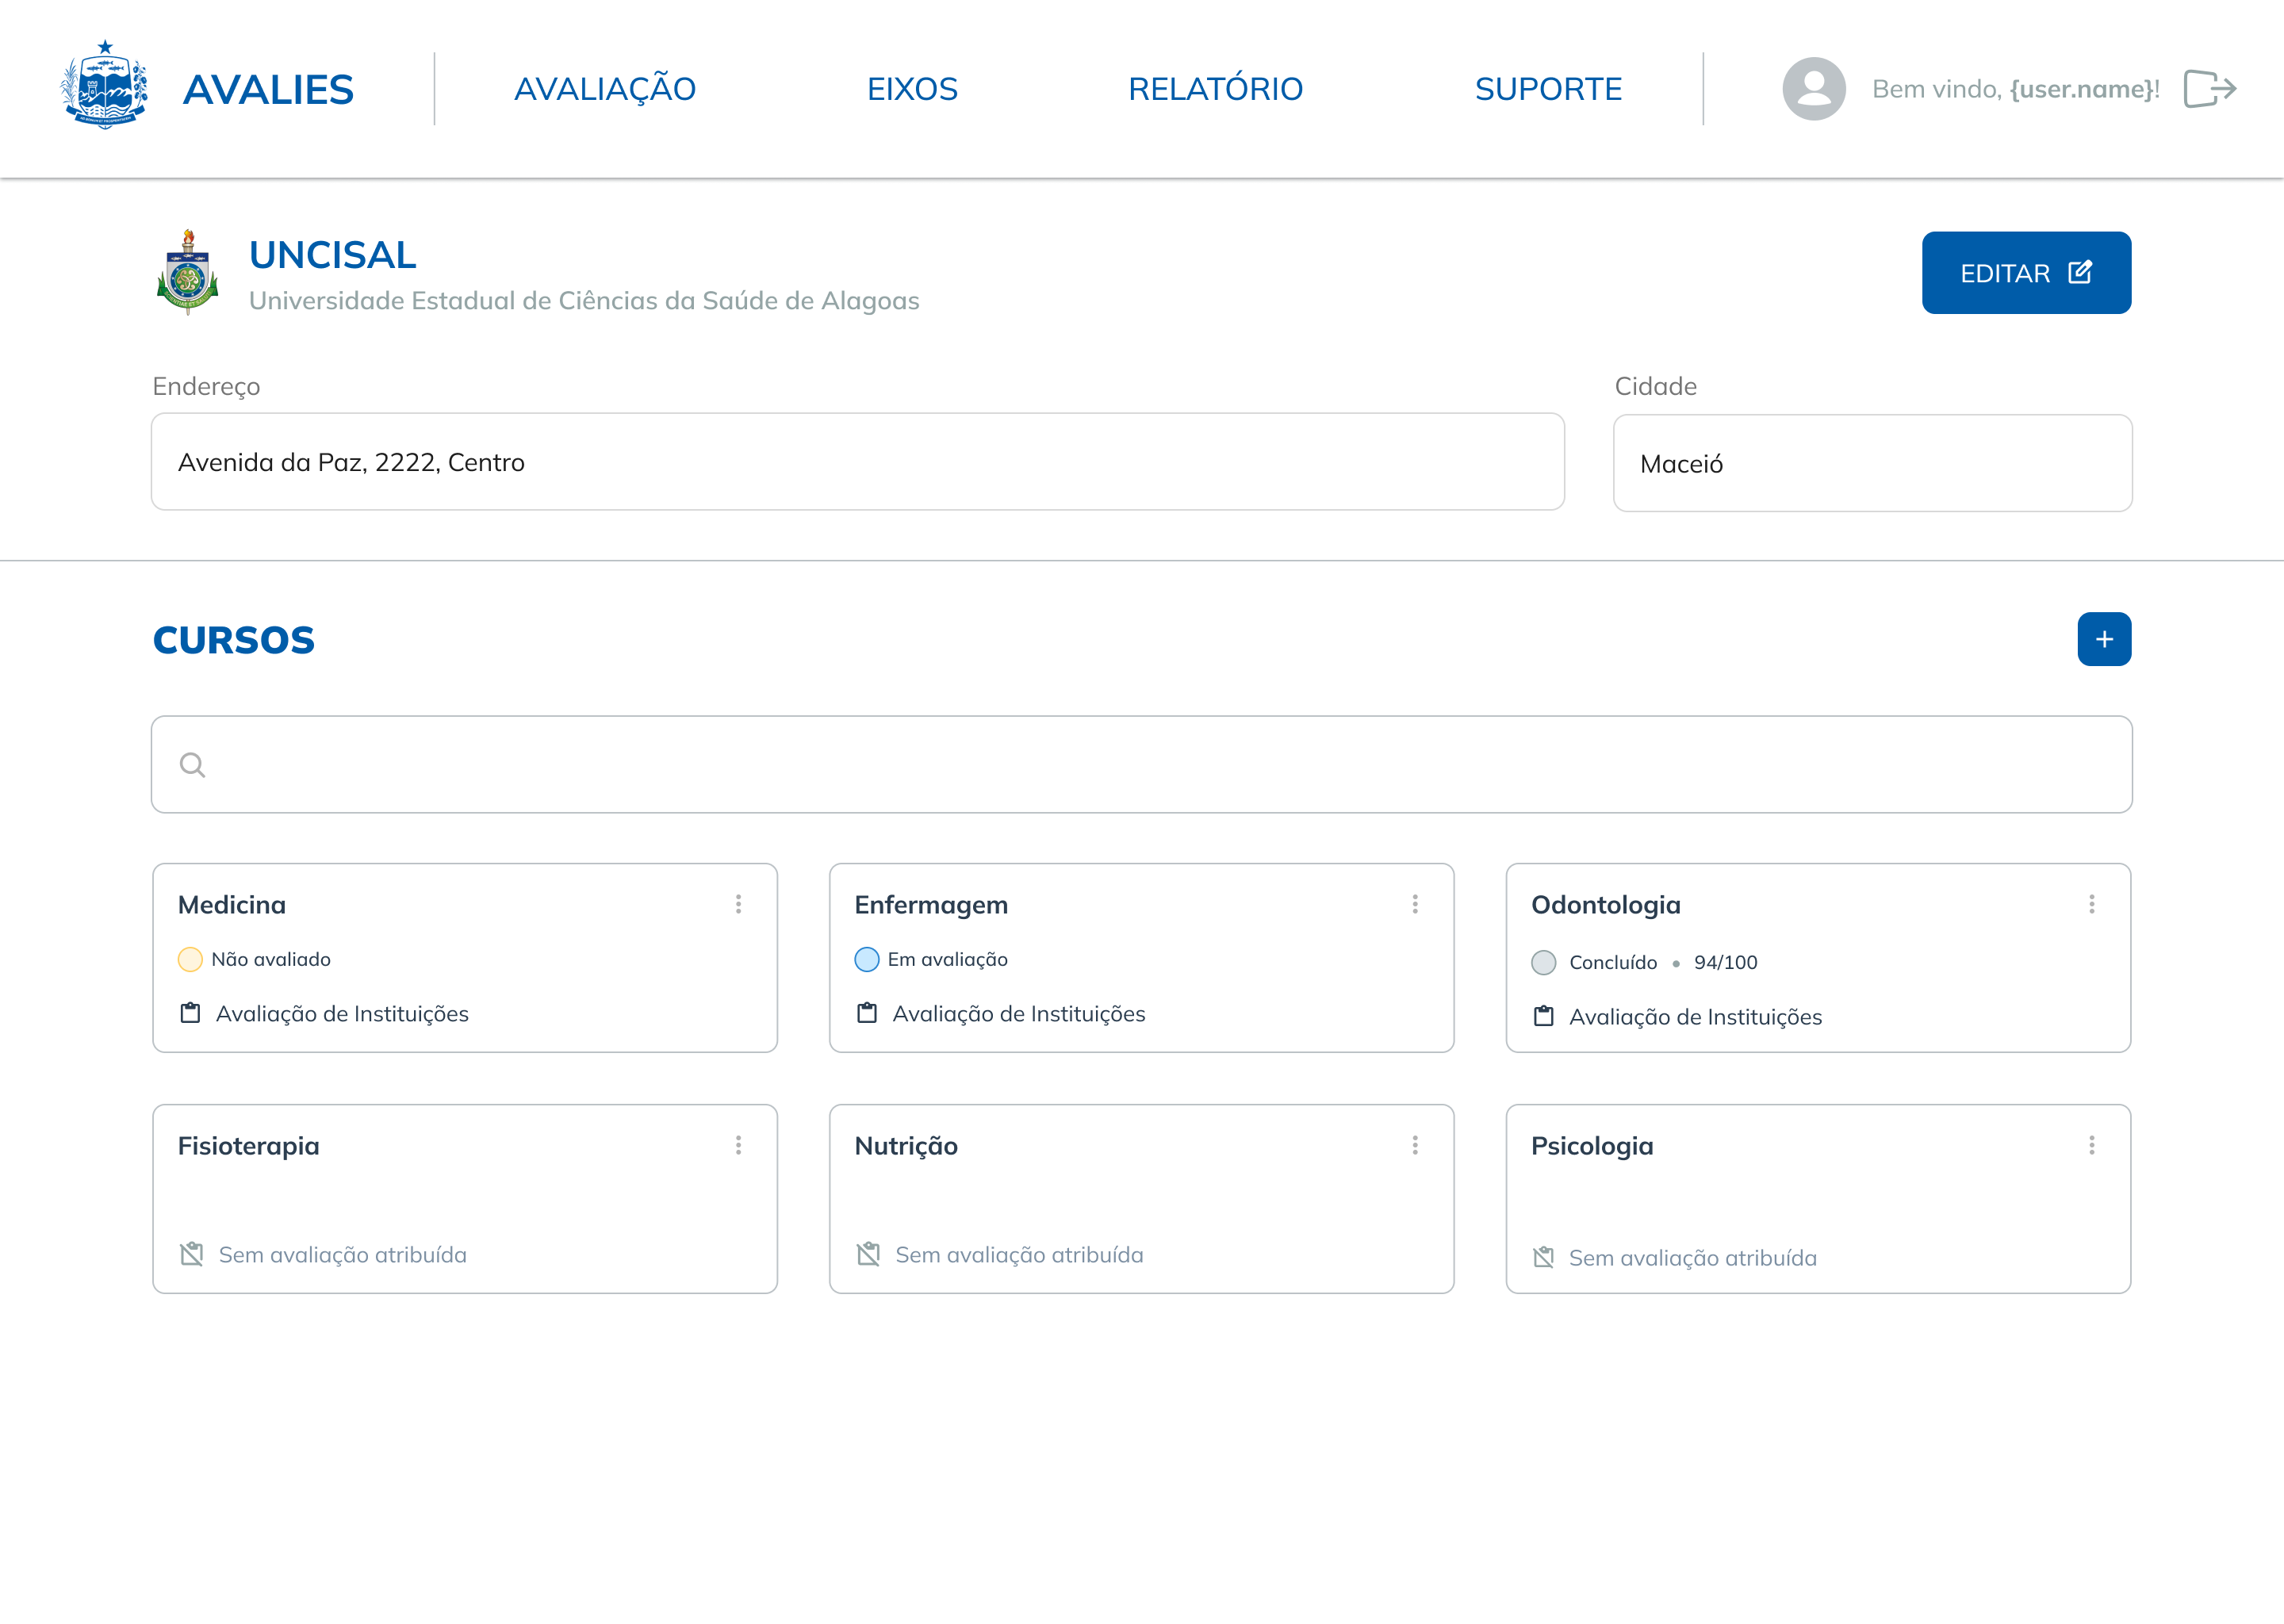 AVALIES
AVALIAÇÃO
EIXOS
RELATÓRIO
SUPORTE
Bem vindo, {user.name}!
UNCISAL
Universidade Estadual de Ciências da Saúde de Alagoas
EDITAR
Endereço
Cidade
Avenida da Paz, 2222, Centro
Maceió
CURSOS
+
Medicina
Não avaliado
Avaliação de Instituições
Enfermagem
Em avaliação
Avaliação de Instituições
Odontologia
Concluído • 94/100
Avaliação de Instituições
Fisioterapia
Sem avaliação atribuída
Nutrição
Sem avaliação atribuída
Psicologia
Sem avaliação atribuída